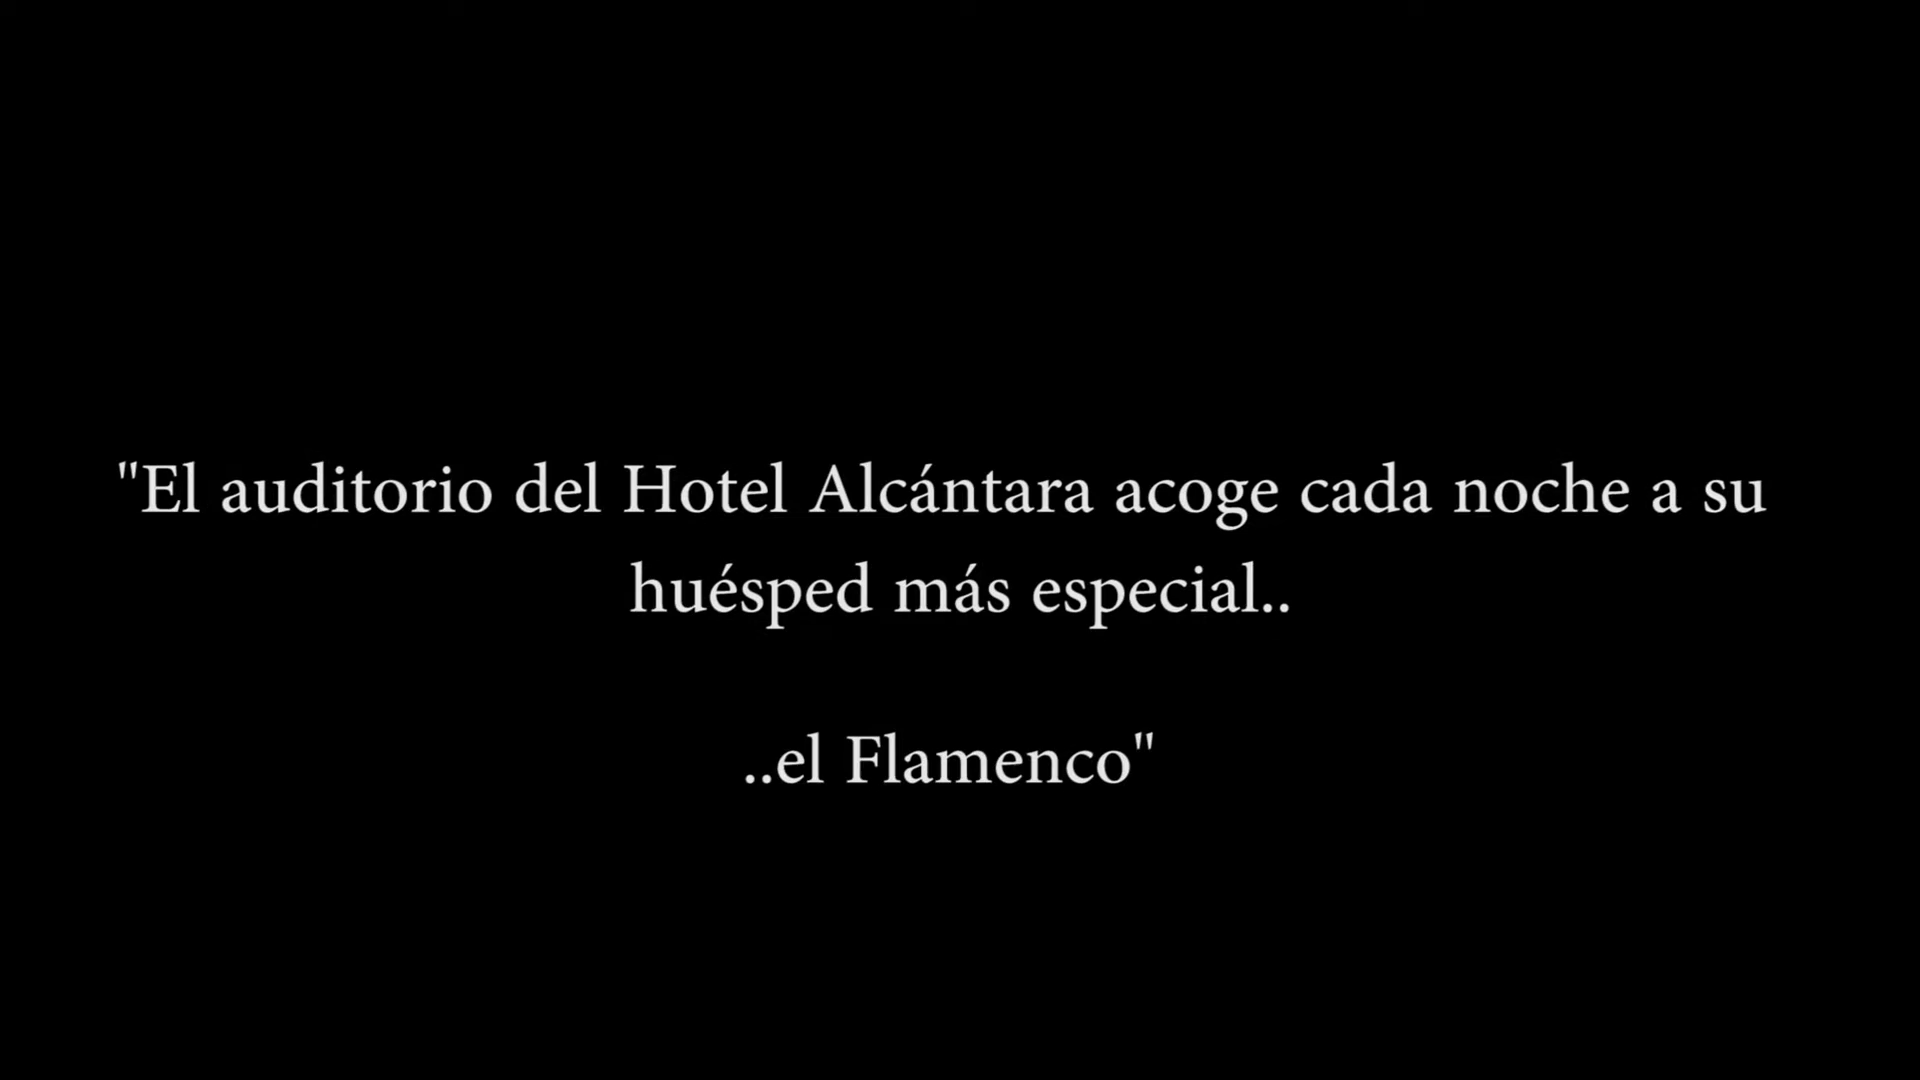 "El auditorio del Hotel Alcántara acoge cada noche a su
huésped más especial..
..el Flamenco"